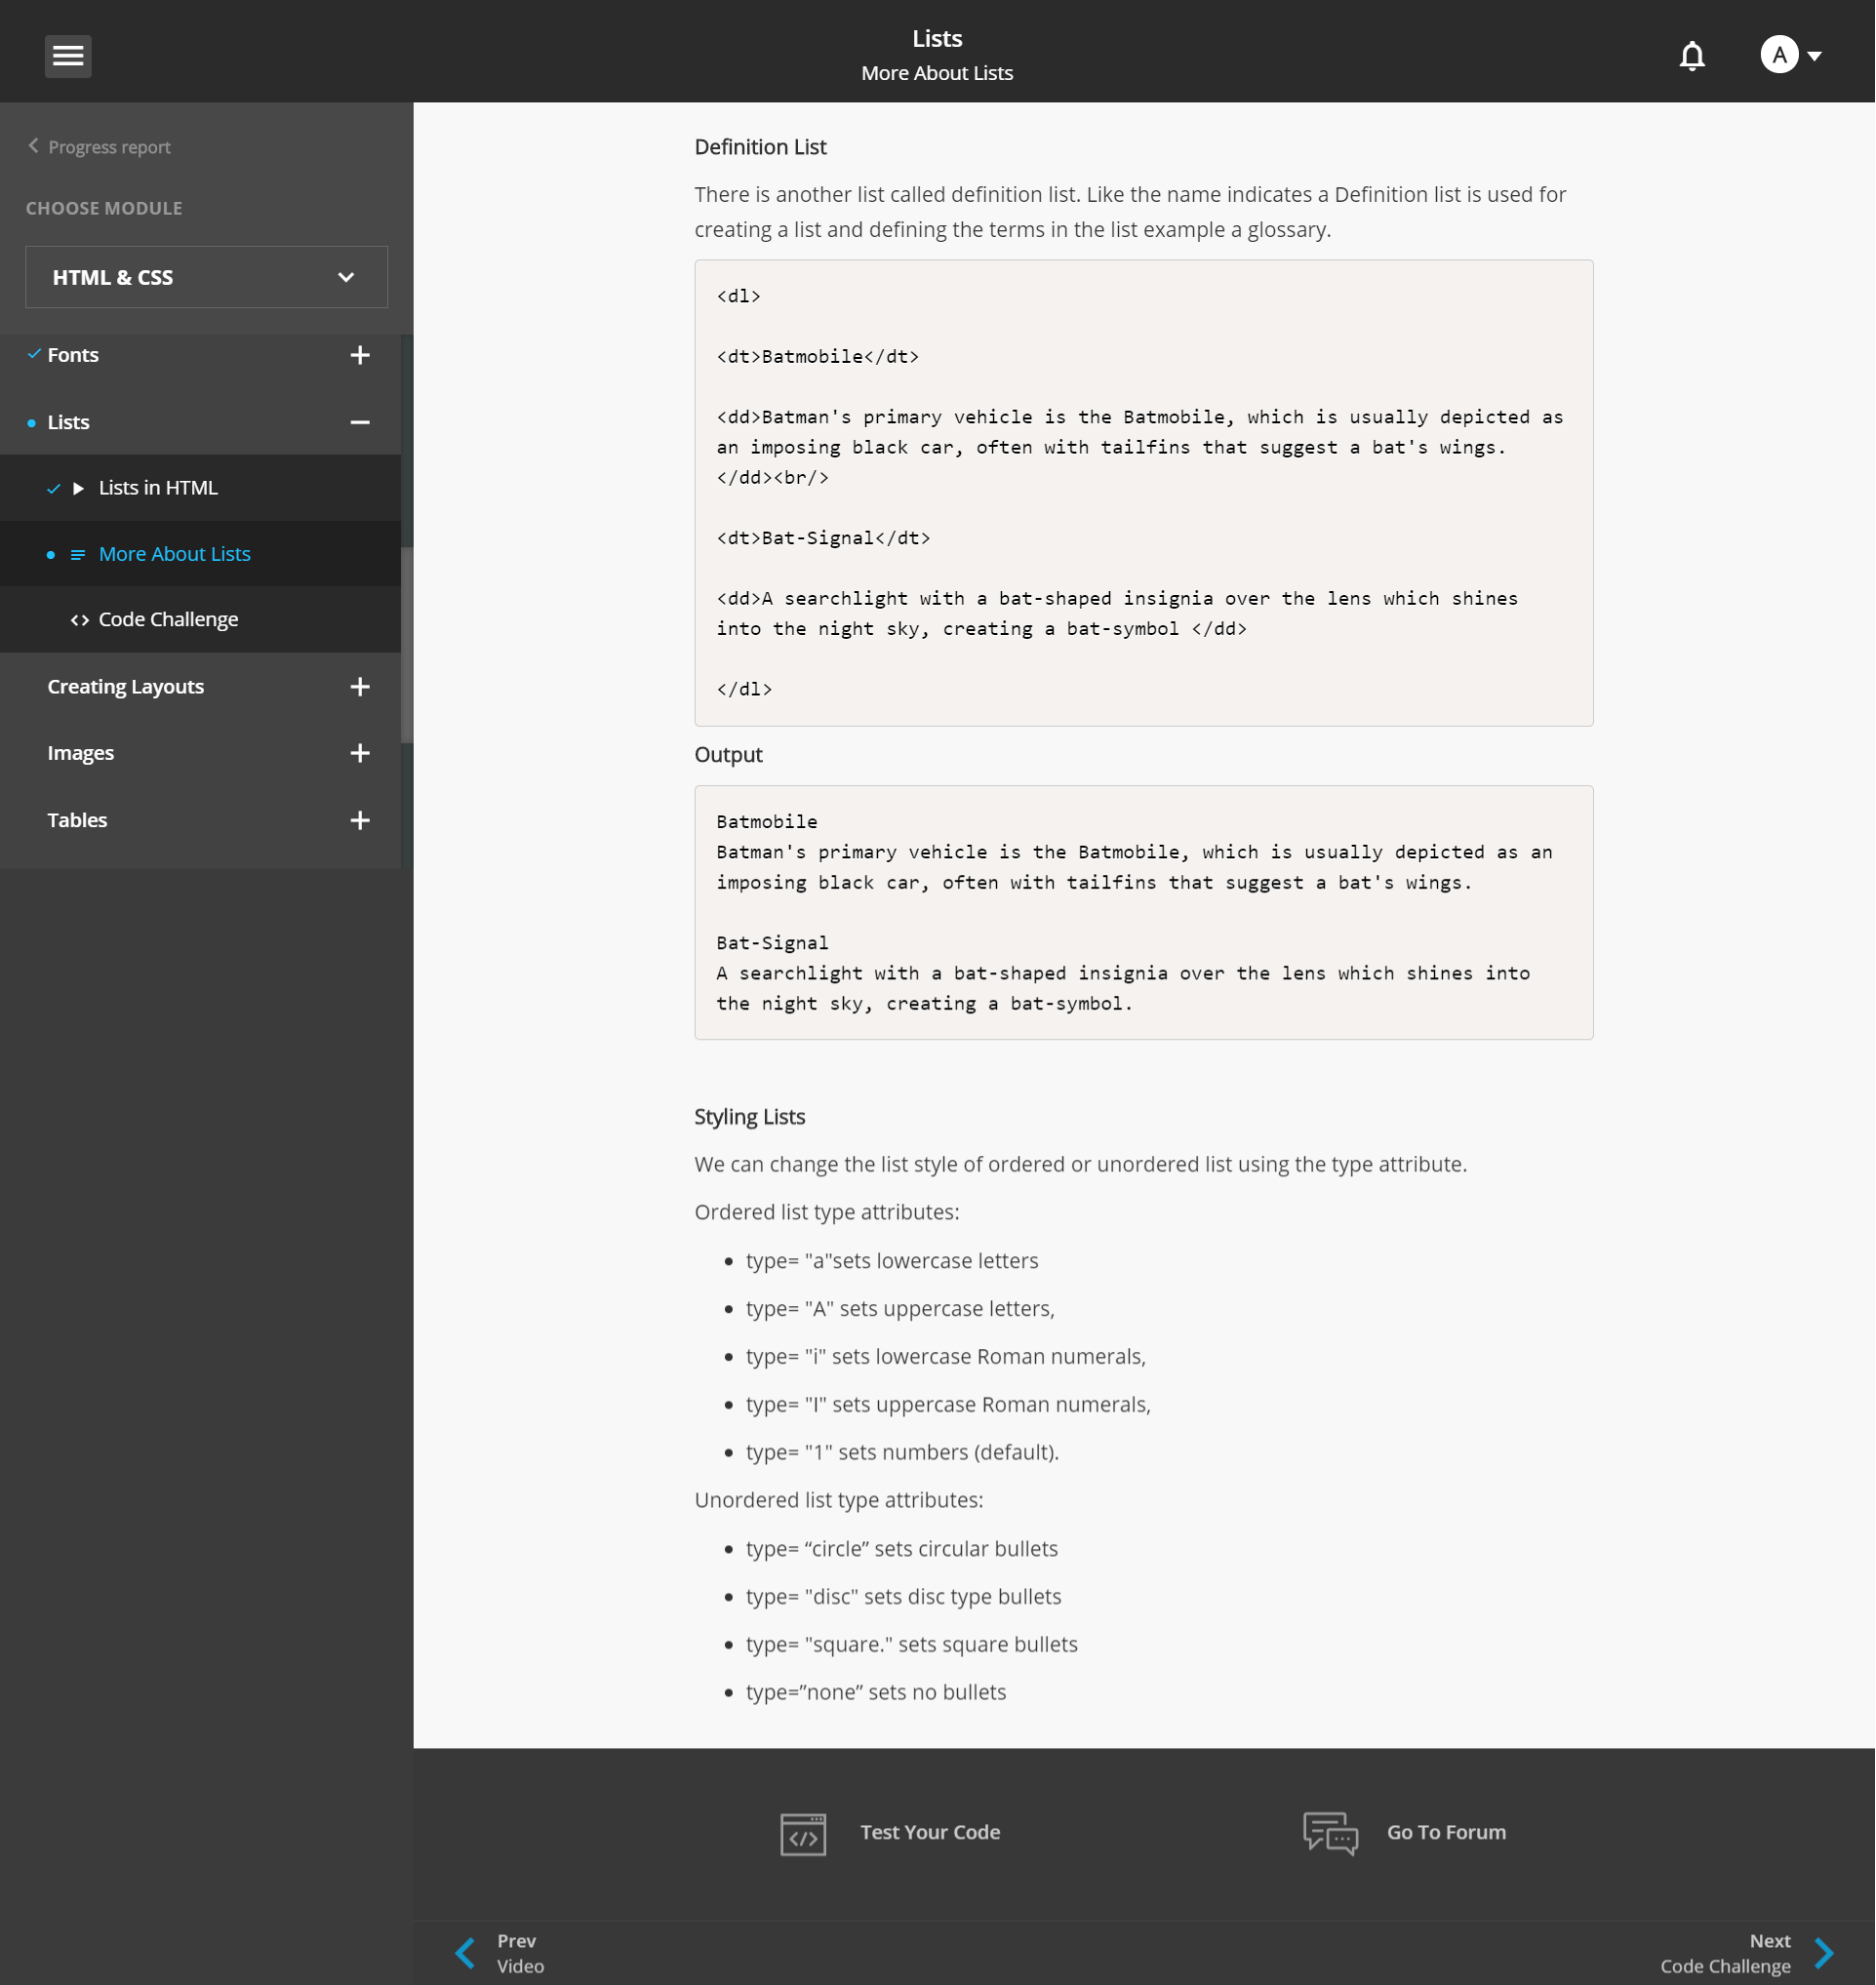 Lists
More About Lists
A
Progress report
CHOOSE MODULE
HTML & CSS
Fonts
Lists
Lists in HTML
More About Lists
Code Challenge
Creating Layouts
Images
Tables
Definition List
There is another list called definition list. Like the name indicates a Definition list is used for
creating a list and defining the terms in the list example a glossary.
<dl>
<dt>Batmobile</dt>
<dd>Batman's primary vehicle is the Batmobile, which is usually depicted as
an imposing black car, often with tailfins that suggest a bat's wings.
</dd><br/>
<dt>Bat-Signal</dt>
<dd>A searchlight with a bat-shaped insignia over the lens which shines
into the night sky, creating a bat-symbol </dd>
</dl>
Output
Batmobile
Batman's primary vehicle is the Batmobile, which is usually depicted as an
imposing black car, often with tailfins that suggest a bat's wings.
Bat-Signal
A searchlight with a bat-shaped insignia over the lens which shines into
the night sky, creating a bat-symbol.
Styling Lists
We can change the list style of ordered or unordered list using the type attribute.
Ordered list type attributes:
• type= "a"sets lowercase letters
• type= "A" sets uppercase letters,
• type= "i" sets lowercase Roman numerals,
• type= "I" sets uppercase Roman numerals,
• type= "1" sets numbers (default).
Unordered list type attributes:
• type= “circle” sets circular bullets
• type= "disc" sets disc type bullets
• type= "square." sets square bullets
• type=”none” sets no bullets
Test Your Code
Go To Forum
Prev
Video
Next
Code Challenge